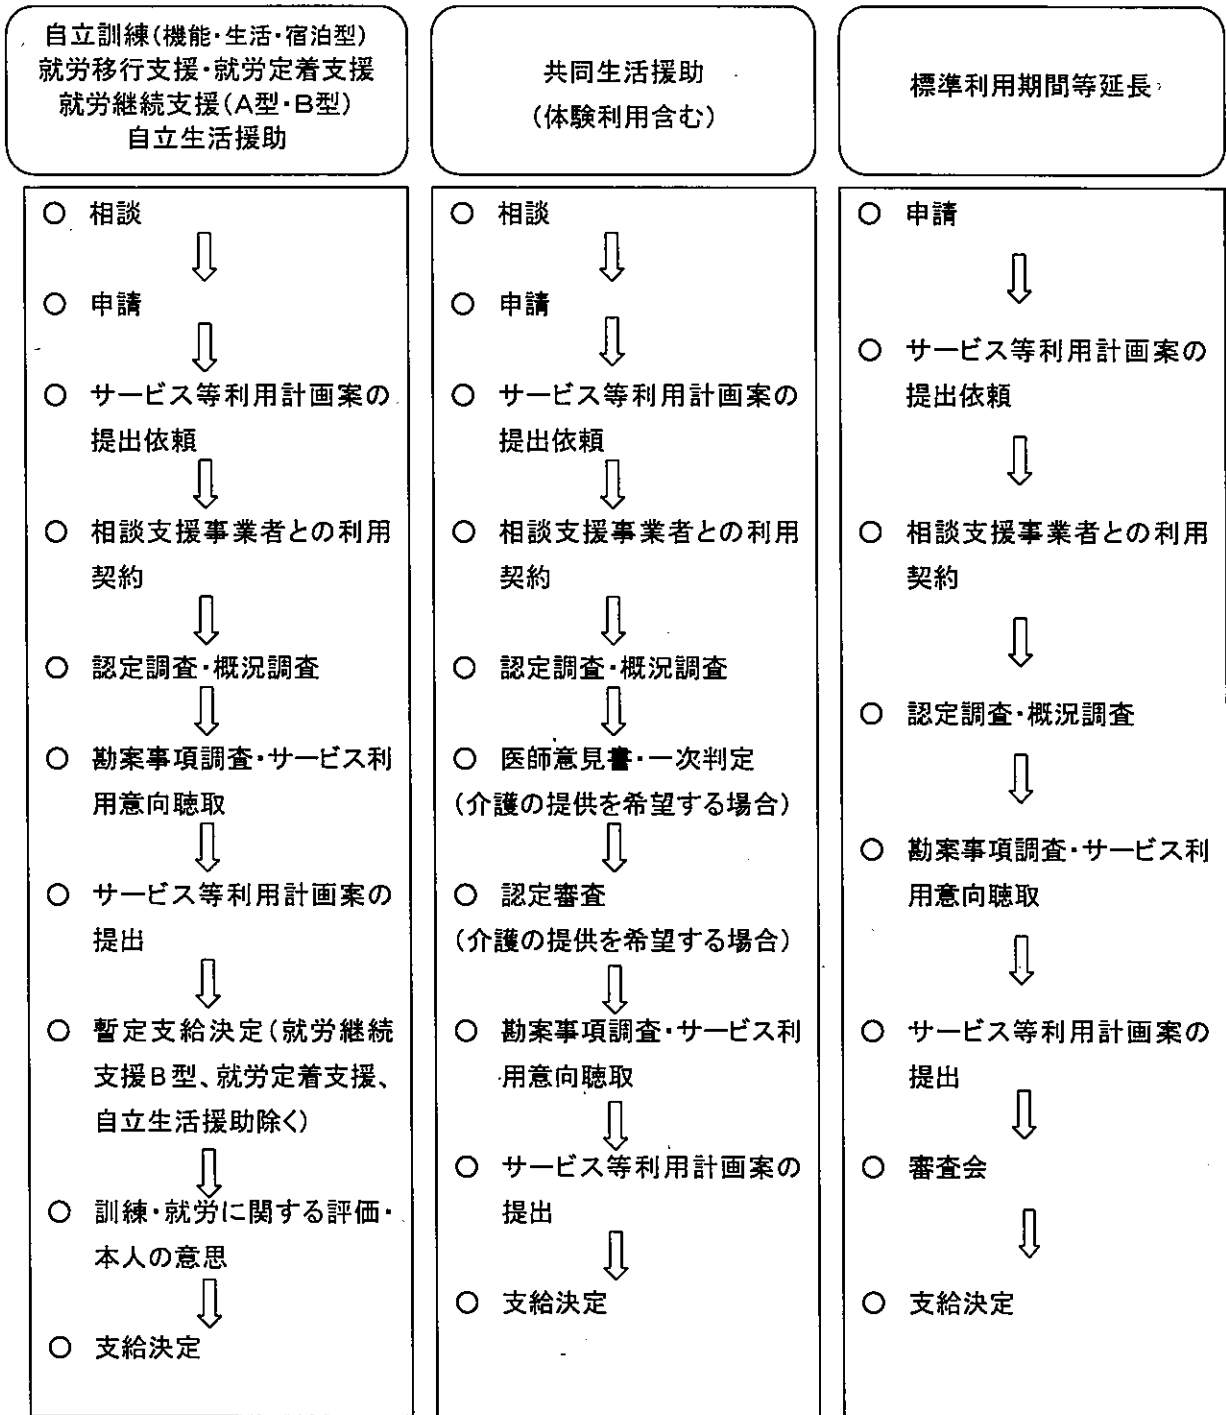 自立訓練(機能・生活・宿泊型)
就労移行支援・就労定着支援
就労継続支援(A型・B型)
自立生活援助
○ 相談
○ 申請
○ サービス等利用計画案の
提出依頼
○ 相談支援事業者との利用
契約
○ 認定調査・概況調査
○ 勘案事項調査・サービス利
用意向聴取
○ サービス等利用計画案の
提出
○ 暫定支給決定(就労継続
支援B型、就労定着支援、
自立生活援助除く)
○ 訓練・就労に関する評価・
本人の意思
○ 支給決定
共同生活援助
(体験利用含む)
○ 相談
○ 申請
○ サービス等利用計画案の
提出依頼
○ 相談支援事業者との利用
契約
○ 認定調査・概況調査
○ 医師意見書・一次判定
(介護の提供を希望する場合)
○ 認定審査
(介護の提供を希望する場合)
○ 勘案事項調査・サービス利
用意向聴取
○ サービス等利用計画案の
提出
○ 支給決定
標準利用期間等延長
○ 申請
○ サービス等利用計画案の
提出依頼
○ 相談支援事業者との利用
契約
○ 認定調査・概況調査
○ 勘案事項調査・サービス利
用意向聴取
○ サービス等利用計画案の
提出
○ 審査会
○ 支給決定